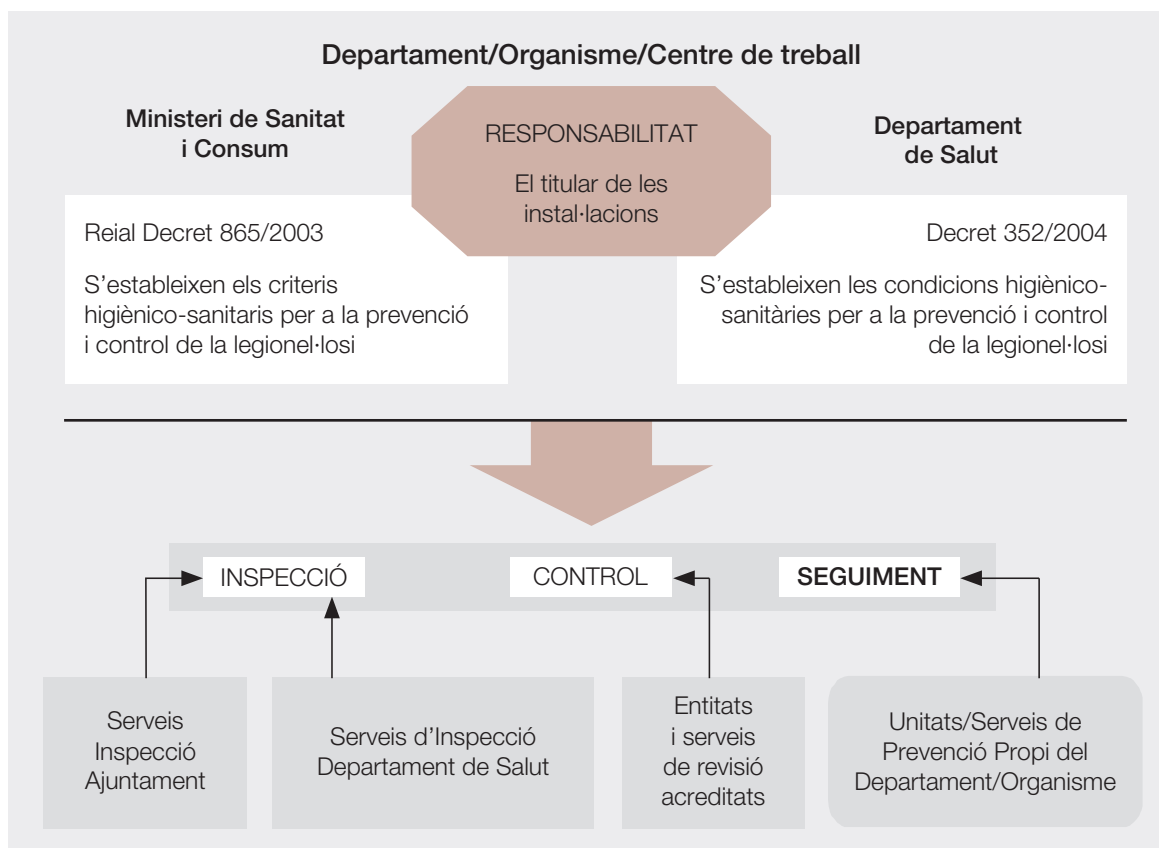 Departament/Organisme/Centre de treball
Ministeri de Sanitat
i Consum
RESPONSABILITAT
El titular de les
instal·lacions
Departament
de Salut
Reial Decret 865/2003
S'estableixen els criteris
higiènico-sanitaris per a la prevenció
i control de la legionel·losi
Decret 352/2004
S'estableixen les condicions higiènico-
sanitàries per a la prevenció i control
de la legionel·losi
INSPECCIÓ
CONTROL
SEGUIMENT
Serveis
Inspecció
Ajuntament
Serveis d'Inspecció
Departament de Salut
Entitats
i serveis
de revisió
acreditats
Unitats/Serveis de
Prevenció Propi del
Departament/Organisme